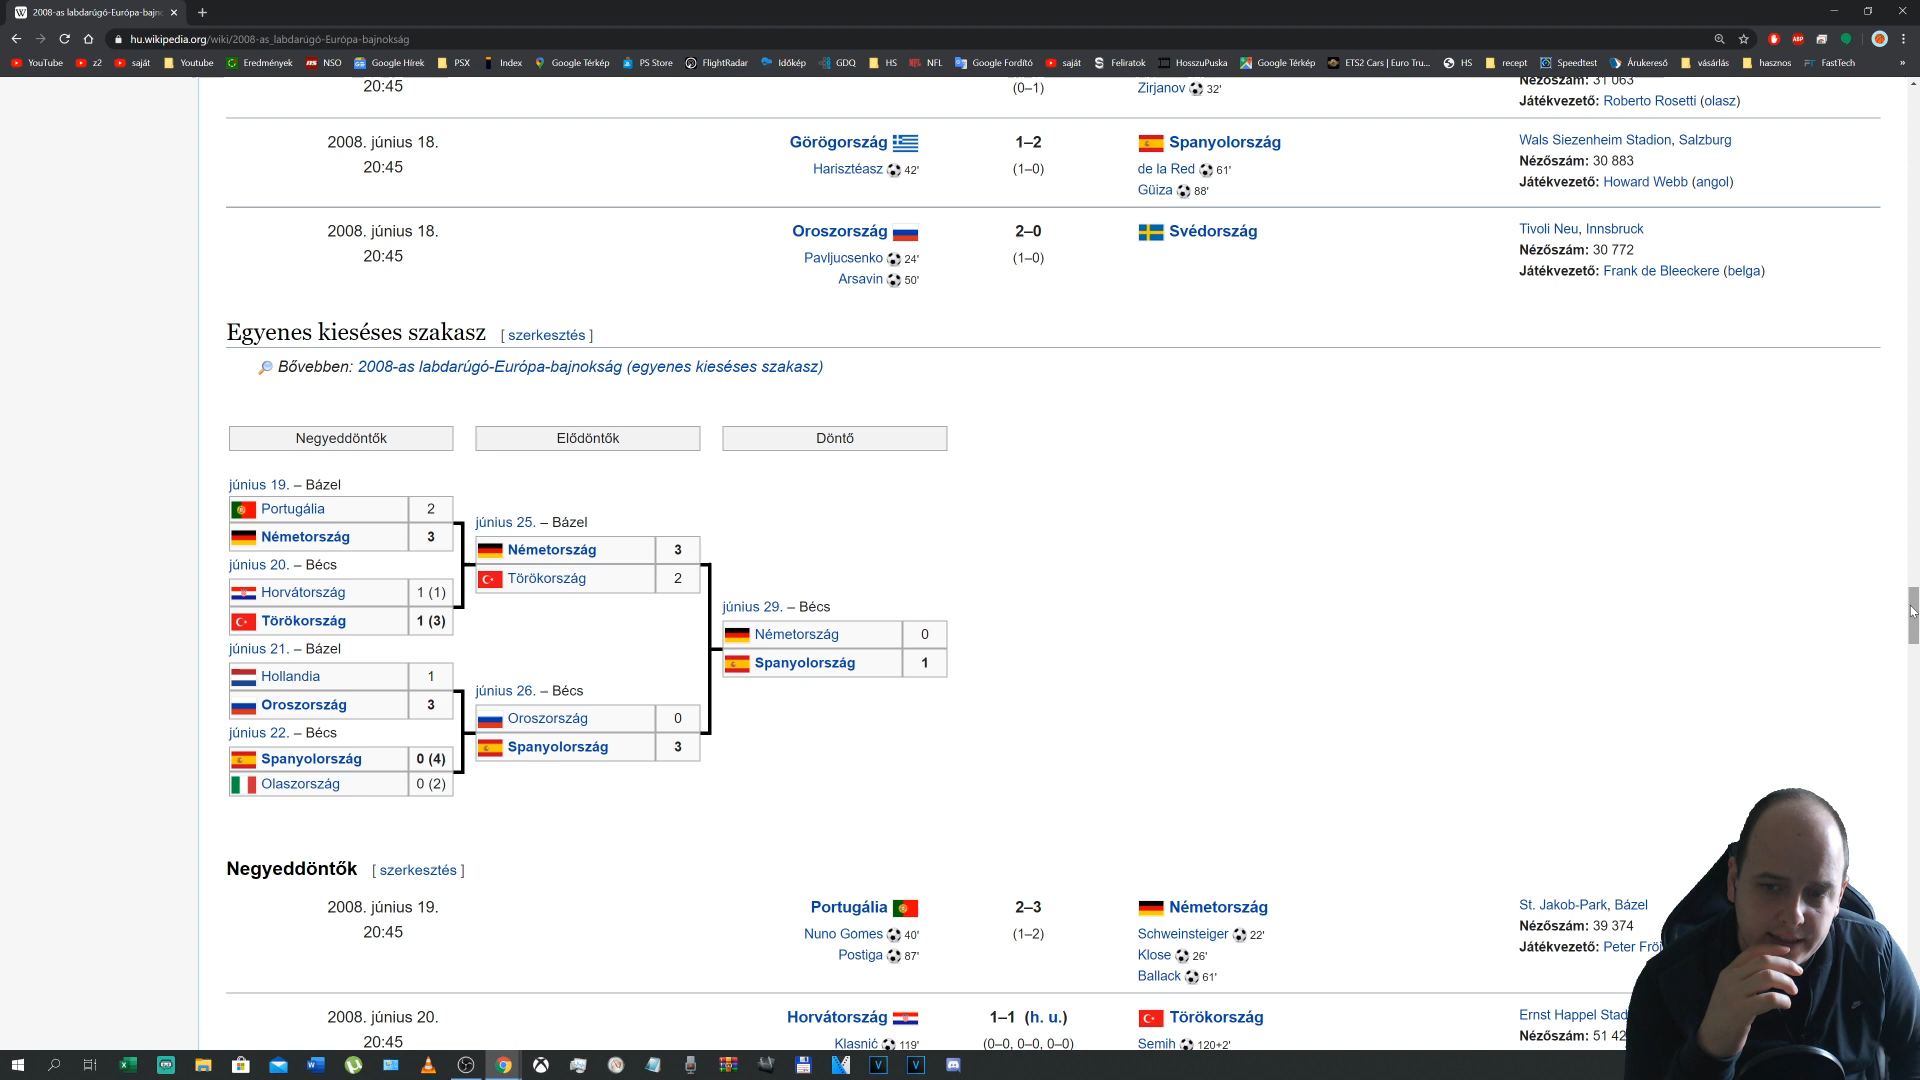 2008-as labdarúgó-Európa-bajno
hu.wikipedia.org/wiki/2008-as_labdarúgó-Európa-bajnokság
YouTube z2 saját Youtube Eredmények NSO Google Hírek PSX Index Google Térkép PS Store FlightRadar Időkép GDQ HS NFL Google Fordító saját Feliratok HosszuPuska Google Térkép ETS2 Cars | Euro Tru... HS recept Speedtest Árukereső vásárlás hasznos FastTech »
20:45 (0–1) Zirjanov 32' Nézőszám: 31 063
Játékvezető: Roberto Rosetti (olasz)
2008. június 18. Görögország 1–2 Spanyolország Wals Siezenheim Stadion, Salzburg
20:45 Harisztéasz 42' (1–0) de la Red 61' Nézőszám: 30 883
Güiza 88' Játékvezető: Howard Webb (angol)
2008. június 18. Oroszország 2–0 Svédország Tivoli Neu, Innsbruck
20:45 Pavljucsenko 24' (1–0) Nézőszám: 30 772
Arsavin 50' Játékvezető: Frank de Bleeckere (belga)
Egyenes kieséses szakasz [ szerkesztés ]
Bővebben: 2008-as labdarúgó-Európa-bajnokság (egyenes kieséses szakasz)
Negyeddöntők Elődöntők Döntő
június 19. – Bázel
Portugália 2
Németország 3
június 20. – Bécs
Horvátország 1 (1)
Törökország 1 (3)
június 21. – Bázel
Hollandia 1
Oroszország 3
június 22. – Bécs
Spanyolország 0 (4)
Olaszország 0 (2)
június 25. – Bázel
Németország 3
Törökország 2
június 26. – Bécs
Oroszország 0
Spanyolország 3
június 29. – Bécs
Németország 0
Spanyolország 1
Negyeddöntők [ szerkesztés ]
2008. június 19. Portugália 2–3 Németország St. Jakob-Park, Bázel
20:45 Nuno Gomes 40' (1–2) Schweinsteiger 22' Nézőszám: 39 374
Postiga 87' Klose 26' Játékvezető: Peter Fröj
Ballack 61'
2008. június 20. Horvátország 1–1 (h. u.) Törökország Ernst Happel Stad
20:45 Klasnić 119' (0–0, 0–0, 0–0) Semih 120+2' Nézőszám: 51 42